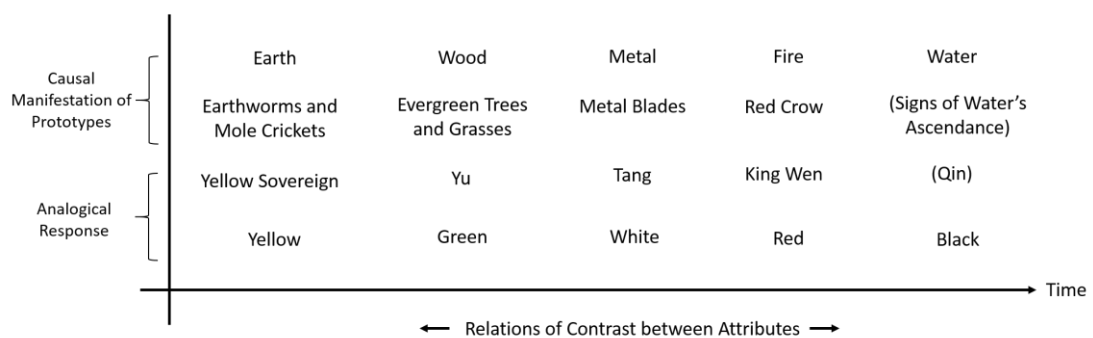 Causal
Manifestation of
Prototypes
Earth
Wood
Metal
Fire
Water
Earthworms and
Mole Crickets
Evergreen Trees
and Grasses
Metal Blades
Red Crow
(Signs of Water's
Ascendance)
Analogical
Response
Yellow Sovereign
Yu
Tang
King Wen
(Qin)
Yellow
Green
White
Red
Black
Time
Relations of Contrast between Attributes